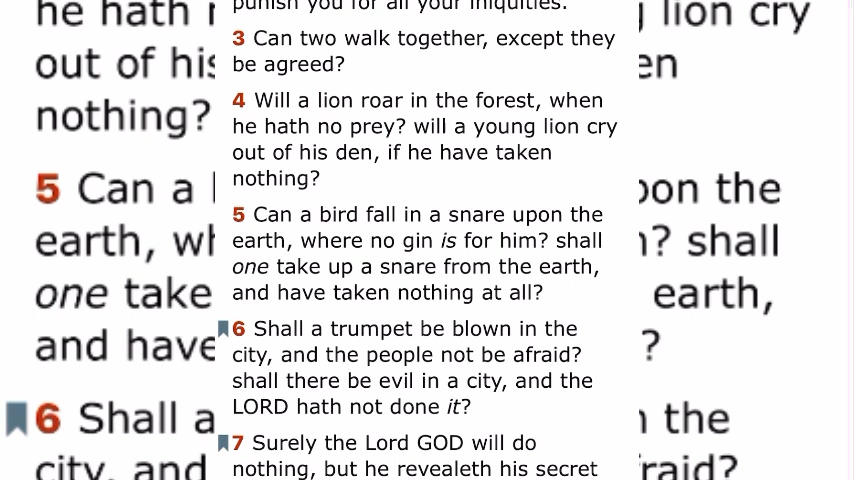 punish you for all your iniquities.
3 Can two walk together, except they
be agreed?
4 Will a lion roar in the forest, when
he hath no prey? will a young lion cry
out of his den, if he have taken
nothing?
5 Can a bird fall in a snare upon the
earth, where no gin is for him? shall
one take up a snare from the earth,
and have taken nothing at all?
6 Shall a trumpet be blown in the
city, and the people not be afraid?
shall there be evil in a city, and the
LORD hath not done it?
7 Surely the Lord GOD will do
nothing, but he revealeth his secret